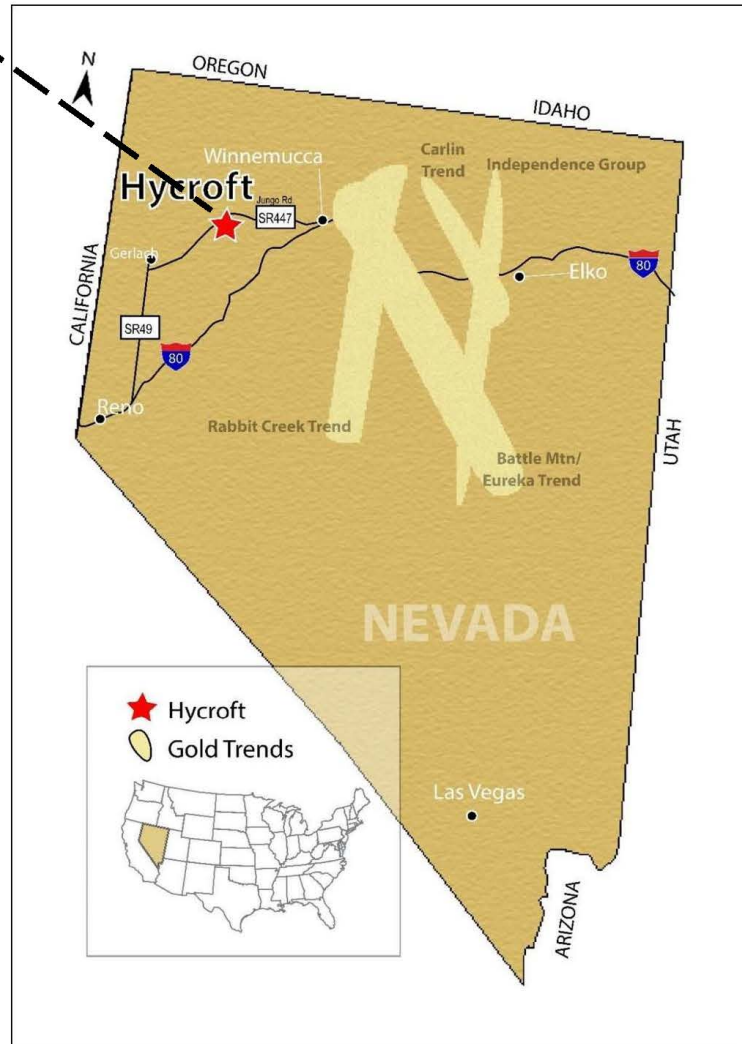 N
OREGON
IDAHO
Winnemucca
Carlin
Trend
Independence Group
Hycroft
Jungo Rd.
SR447
Gerlach
CALIFORNIA
Elko
80
SR49
80
Reno
Rabbit Creek Trend
Battle Mtn/
Eureka Trend
UTAH
NEVADA
Hycroft
Gold Trends
Las Vegas
ARIZONA